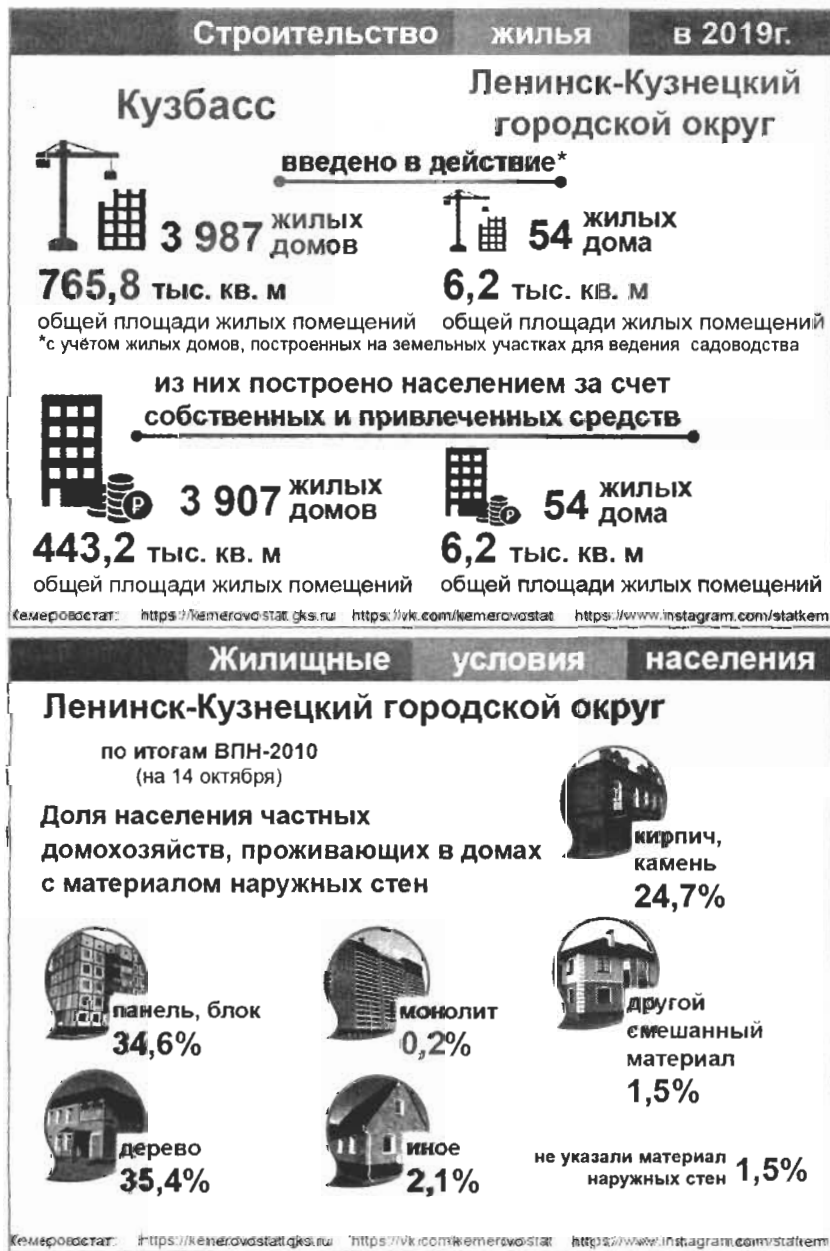 Строительство жилья в 2019г.
Кузбасс
Ленинск-Кузнецкий
городской округ
введено в действие*
3 987 жилых
домов
54 жилых
дома
765,8 тыс. кв. м
общей площади жилых помещений
6,2 тыс. кв. м
общей площади жилых помещений
*с учётом жилых домов, построенных на земельных участках для ведения садоводства
из них построено населением за счет
собственных и привлеченных средств
3 907 жилых
домов
54 жилых
дома
443,2 тыс. кв. м
общей площади жилых помещений
6,2 тыс. кв. м
общей площади жилых помещений
Кемеровостат: https://kemerovostat.gks.ru https://vk.com/kemerovostat https://www.instagram.com/statkem
Жилищные условия населения
Ленинск-Кузнецкий городской округ
по итогам ВПН-2010
(на 14 октября)
Доля населения частных
домохозяйств, проживающих в домах
с материалом наружных стен
кирпич,
камень
24,7%
панель, блок
34,6%
монолит
0,2%
другой
смешанный
материал
1,5%
дерево
35,4%
иное
2,1%
не указали материал
наружных стен 1,5%
Кемеровостат: https://kemerovostat.gks.ru https://vk.com/kemerovostat https://www.instagram.com/statkem